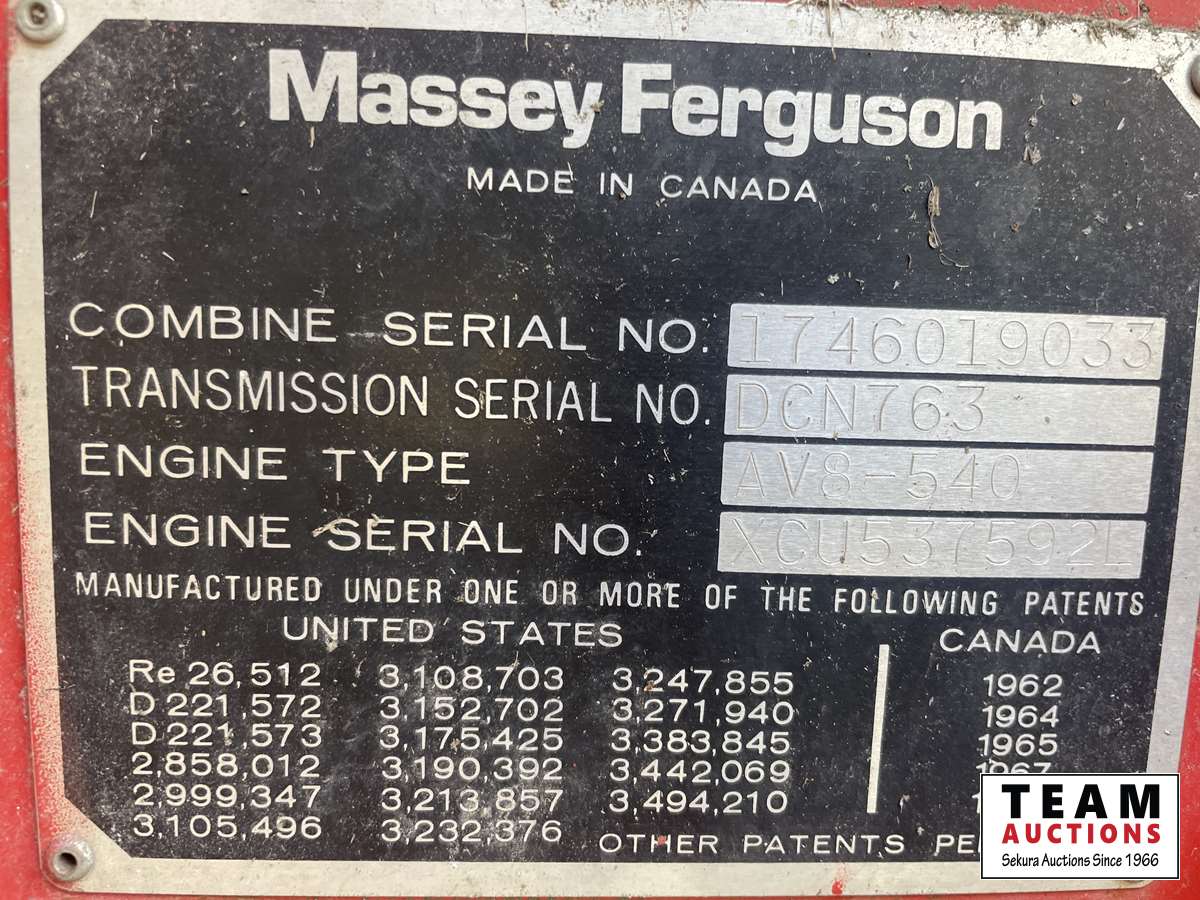 Massey Ferguson
MADE IN CANADA
COMBINE SERIAL NO. 1746019033
TRANSMISSION SERIAL NO. DCN763
ENGINE TYPE AV8-540
ENGINE SERIAL NO. XCU537592L
MANUFACTURED UNDER ONE OR MORE OF THE FOLLOWING PATENTS
UNITED STATES CANADA
Re 26,512 3,108,703 3,247,855 1962
D 221,572 3,152,702 3,271,940 1964
D 221,573 3,175,425 3,383,845 1965
2,858,012 3,190,392 3,442,069 1967
2,999,347 3,213,857 3,494,210
3,105,496 3,232,376 OTHER PATENTS
TEAM
AUCTIONS
Sekura Auctions Since 1966